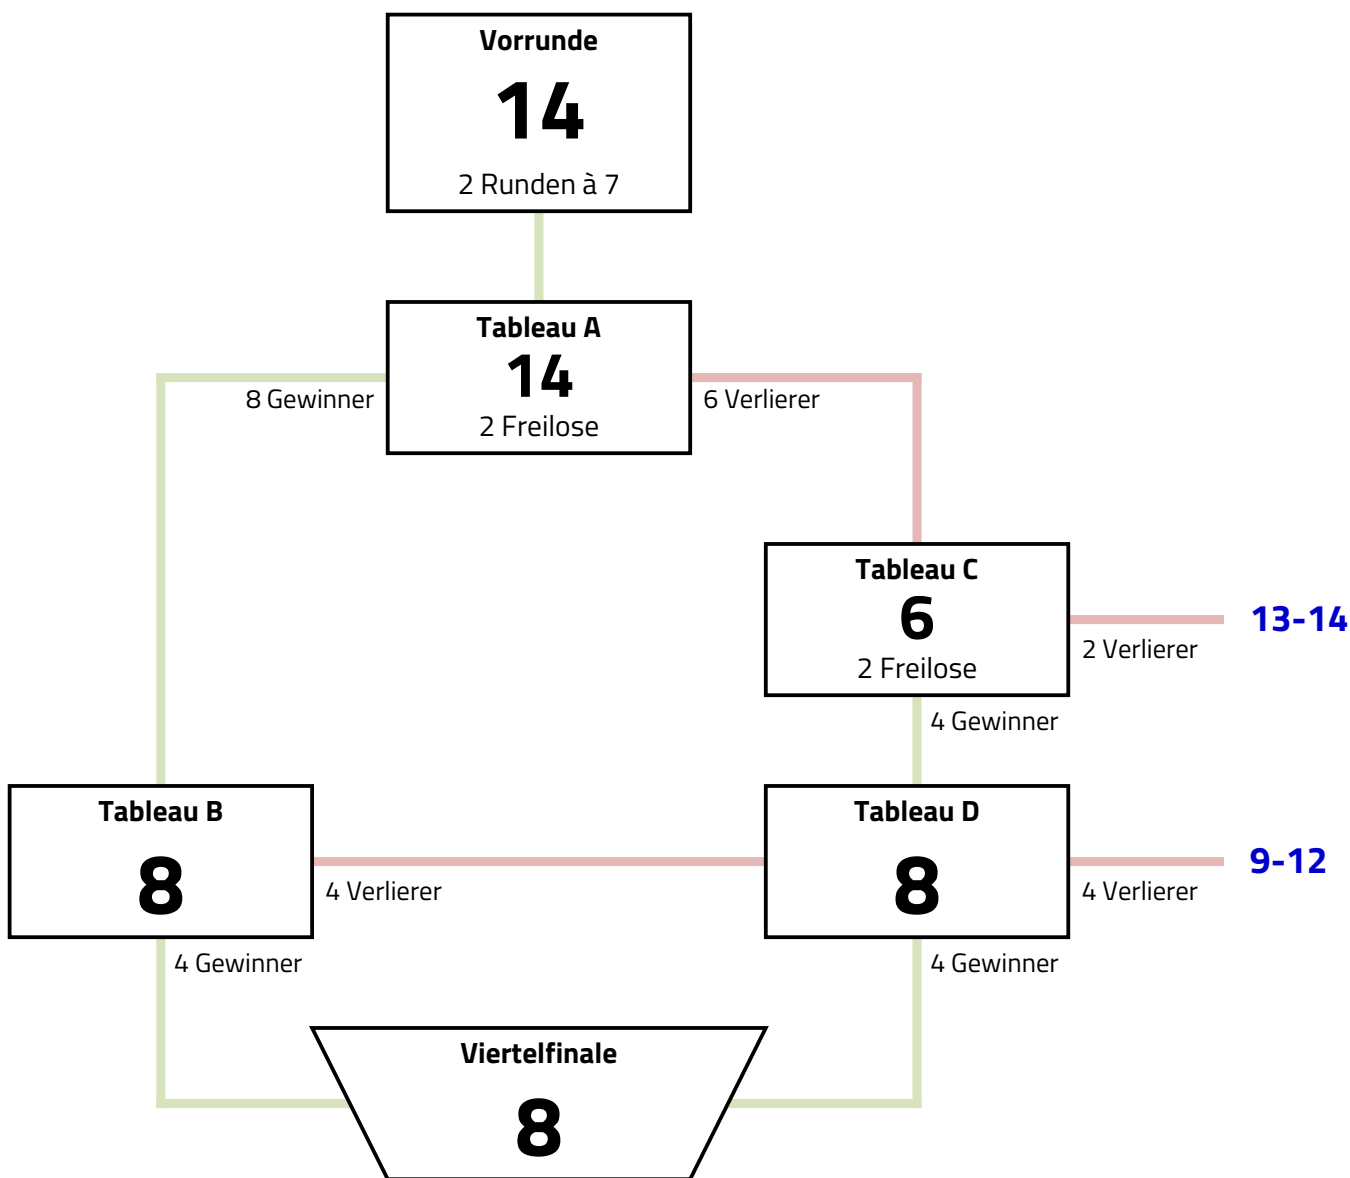 Vorrunde
14
2 Runden à 7
Tableau A
14
2 Freilose
8 Gewinner
6 Verlierer
Tableau C
6
2 Freilose
13-14
2 Verlierer
4 Gewinner
Tableau B
8
4 Verlierer
4 Gewinner
Tableau D
8
9-12
4 Verlierer
4 Gewinner
Viertelfinale
8